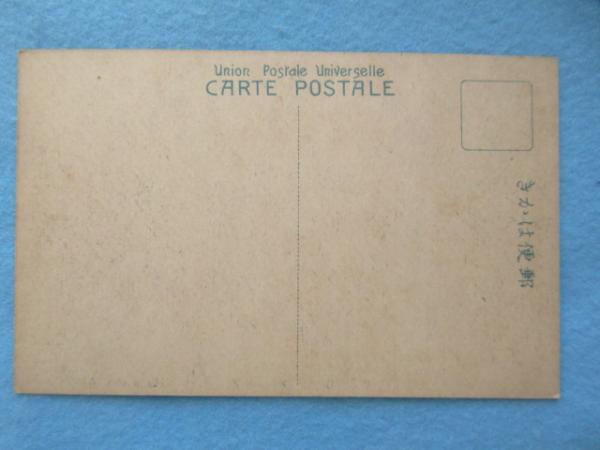 Union Postale Universelle
CARTE POSTALE
郵便はかき